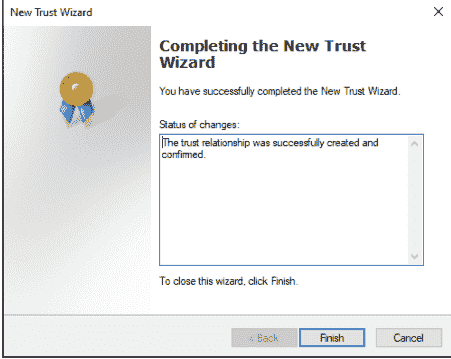 New Trust Wizard
Completing the New Trust
Wizard
You have successfully completed the New Trust Wizard.
Status of changes:
The trust relationship was successfully created and
confirmed.
To close this wizard, click Finish.
< Back
Finish
Cancel